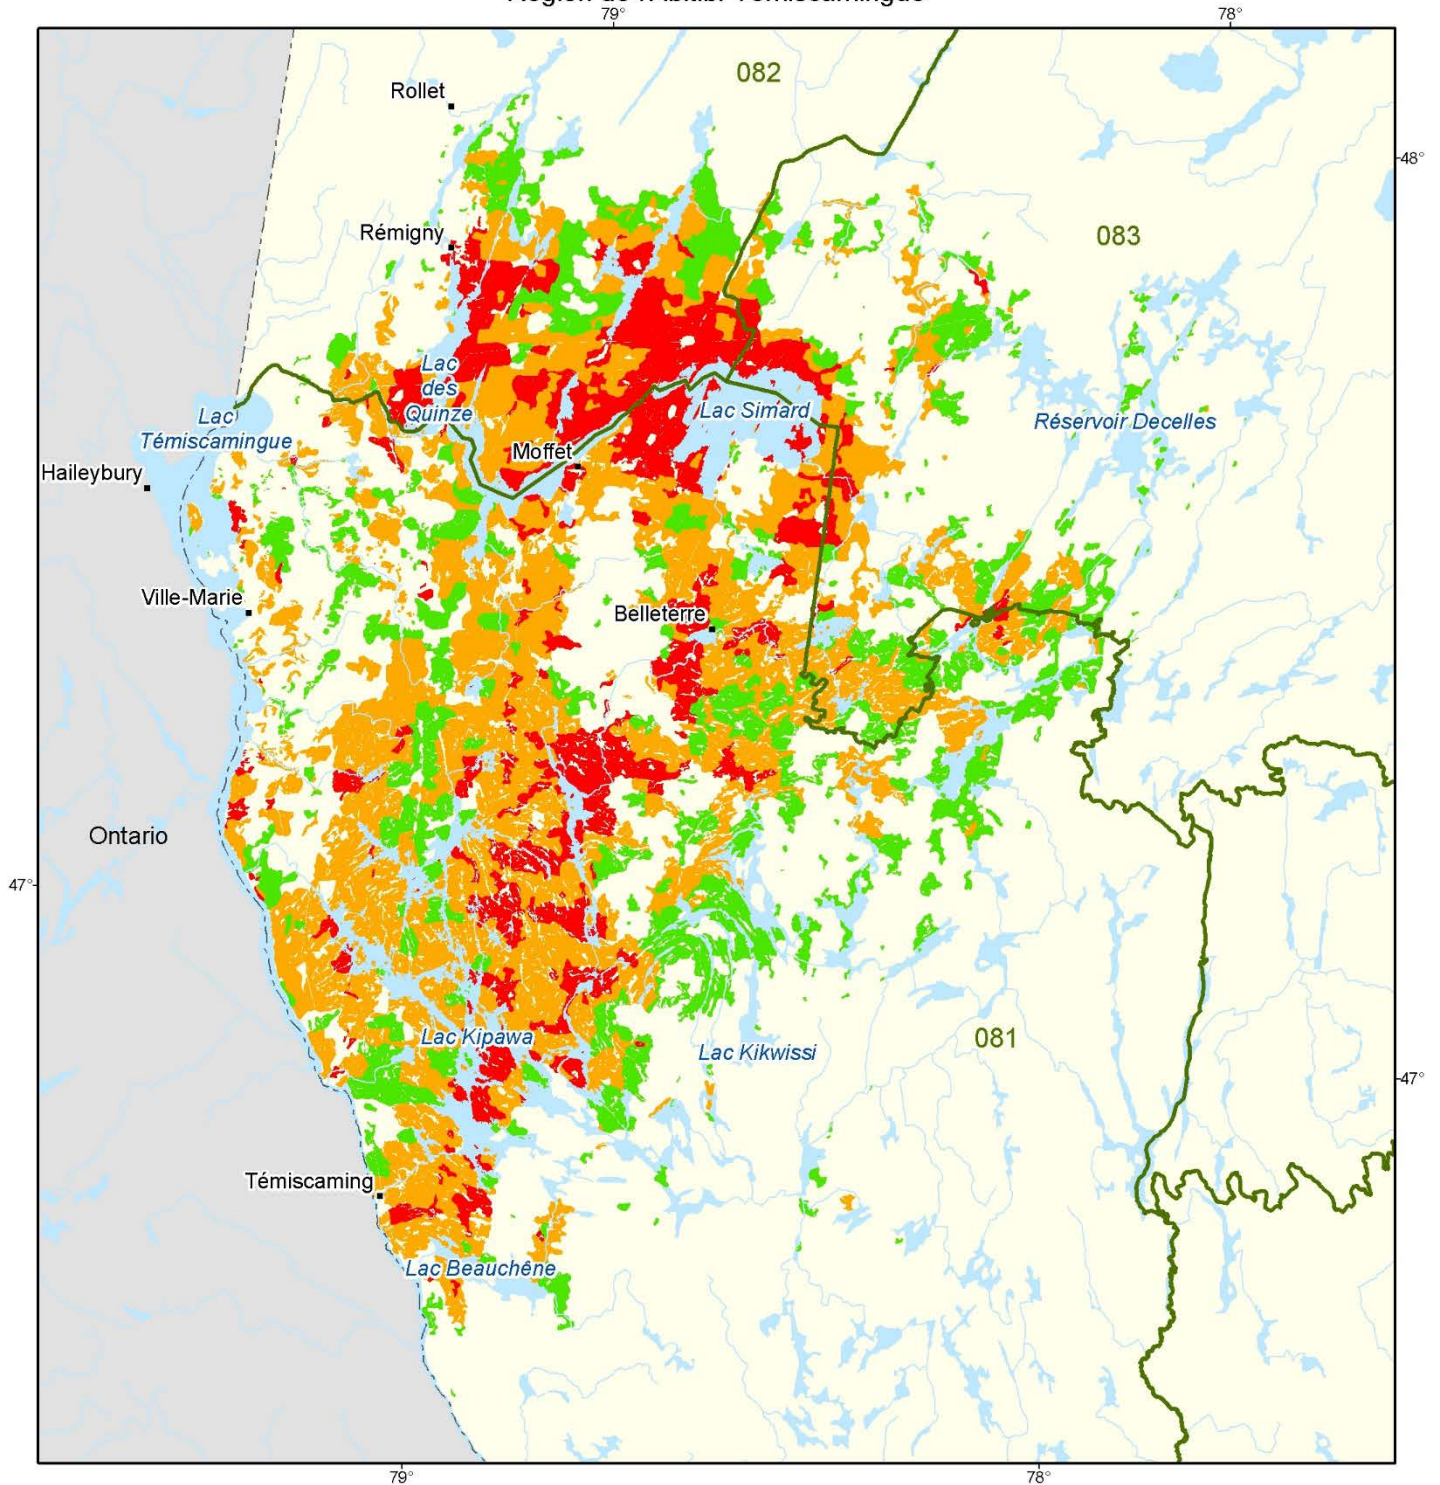 79°
78°
082
Rollet
48°
Rémigny
083
Lac
des
Quinze
Lac
Témiscamingue
Lac Simard
Réservoir Decelles
Moffet
Haileybury
Ville-Marie
Belleterre
Ontario
47°
Lac Kipawa
Lac Kikwissi
081
47°
Témiscaming
Lac Beauchêne
79°
78°